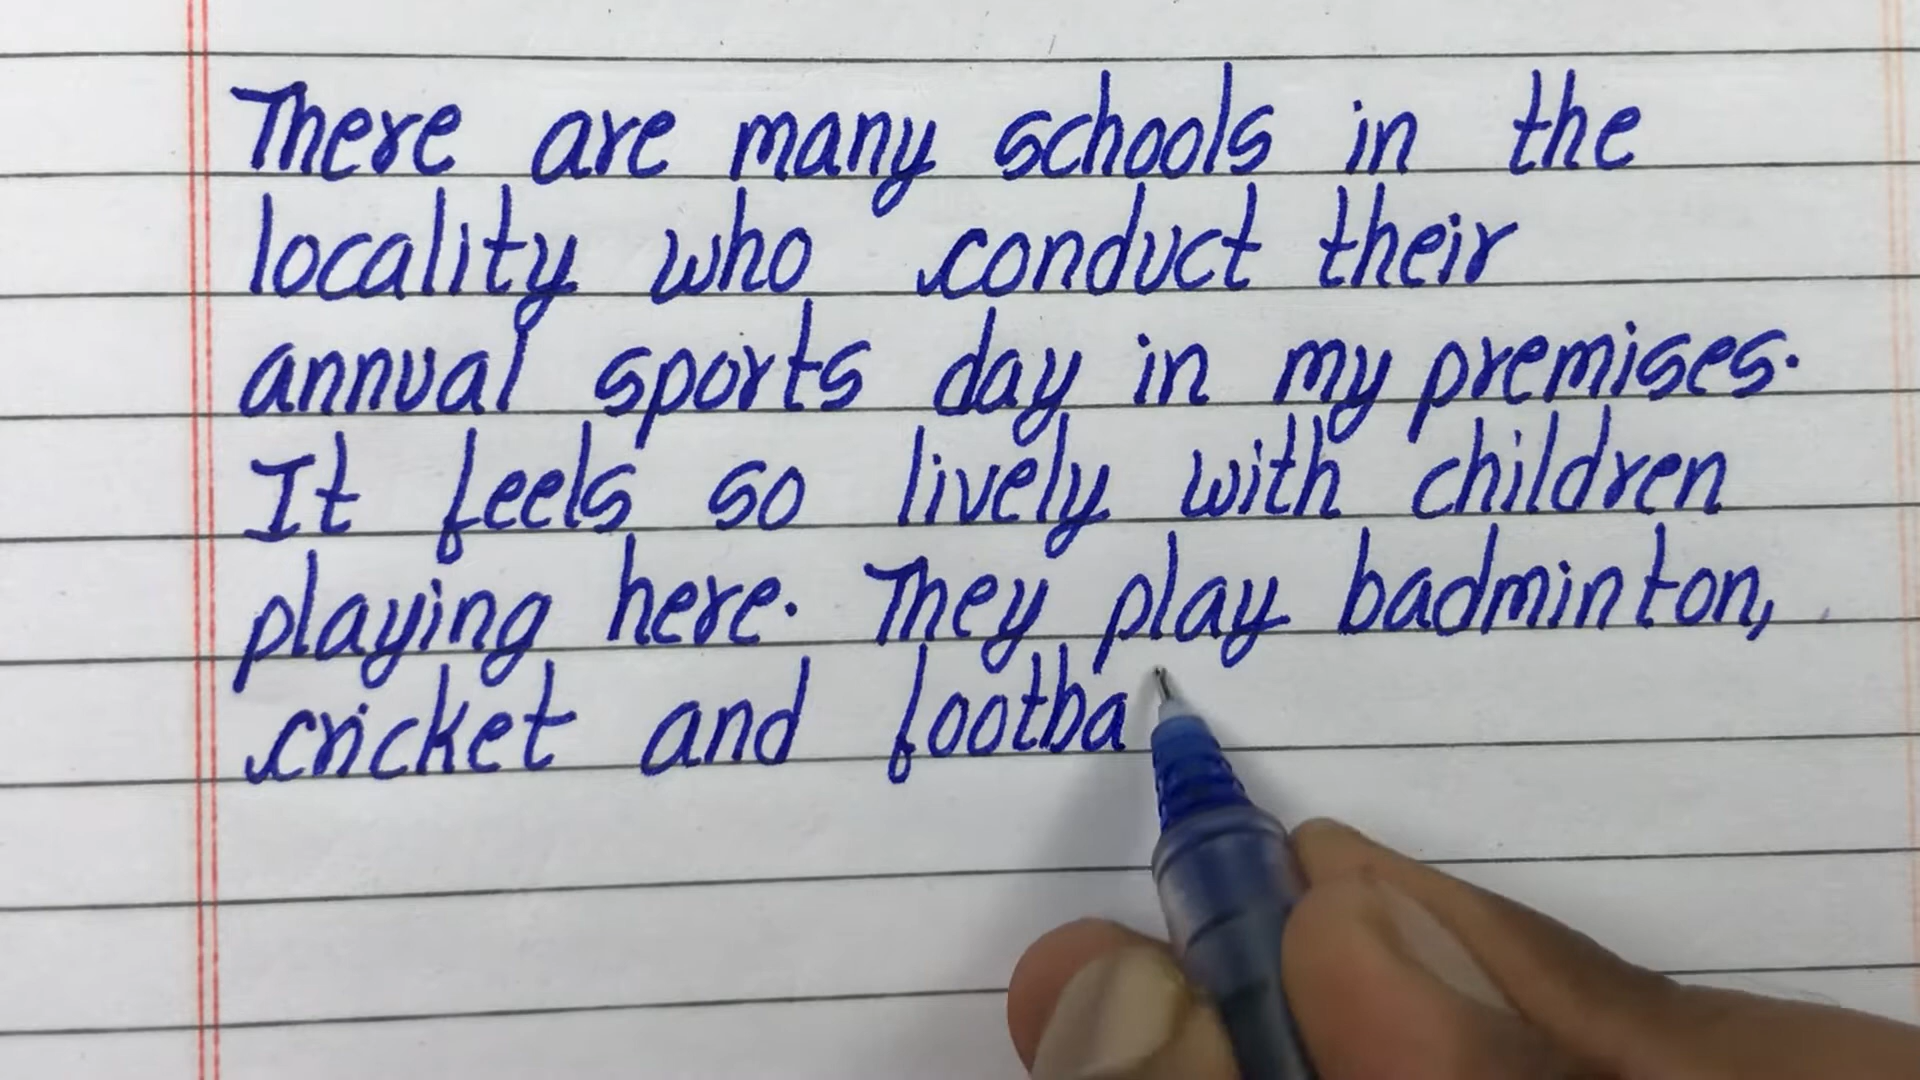 There are many schools in the
locality who conduct their
annual sports day in my premises.
It feels so lively with children
playing here. They play badminton,
cricket and footba